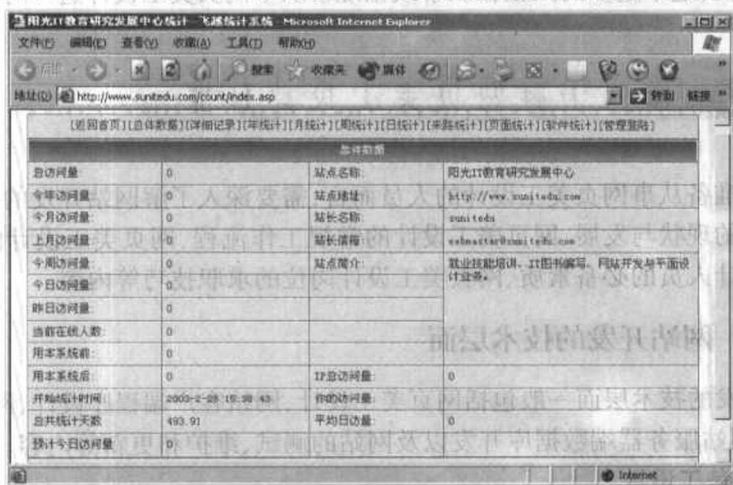 阳光IT教育研究发展中心统计 飞越统计系统 - Microsoft Internet Explorer
文件(F) 编辑(E) 查看(V) 收藏(A) 工具(T) 帮助(H)
后退 搜索 收藏夹 媒体
地址(D) http://www.sunitedu.com/count/index.asp 转到 链接 »
[返回首页][总体数据][详细记录][年统计][月统计][周统计][日统计][来路统计][页面统计][软件统计][管理登陆]
总体数据
总访问量: 0 站点名称: 阳光IT教育研究发展中心
今年访问量: 0 站点地址: http://www.sunitedu.com
今月访问量: 0 站长名称: sunitedu
上月访问量: 0 站长信箱: webmaster@sunitedu.com
今周访问量: 0 站点简介: 就业技能培训、IT图书编写、网站开发与平面设
今日访问量: 0 计业务。
昨日访问量: 0
当前在线人数: 0
用本系统前: 0
用本系统后: 0 IP总访问量: 0
开始统计时间: 2003-2-28 你的访问量:
总共统计天数: 493.91 平均日访量: 0
预计今日访问量: 0
Internet